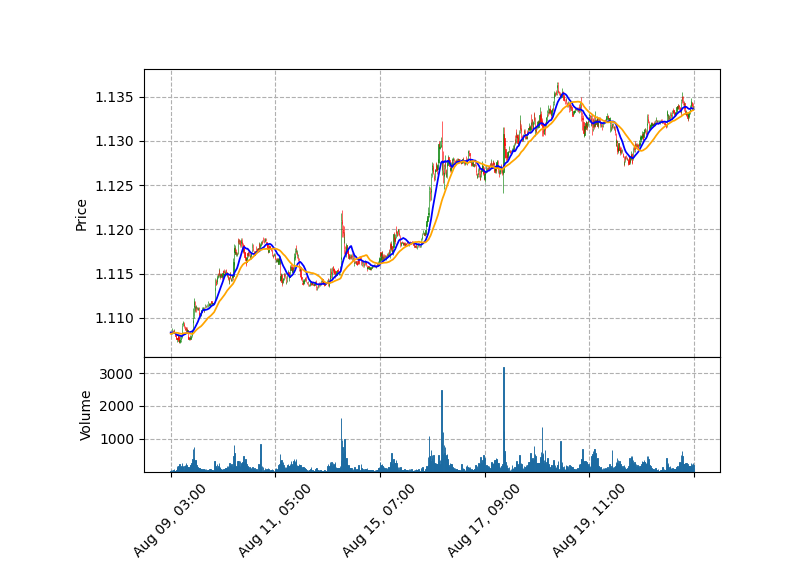 1.135
1.130
1.125
1.120
1.115
1.110
Price
3000
2000
1000
Volume
Aug 09, 03:00
Aug 11, 05:00
Aug 15, 07:00
Aug 17, 09:00
Aug 19, 11:00